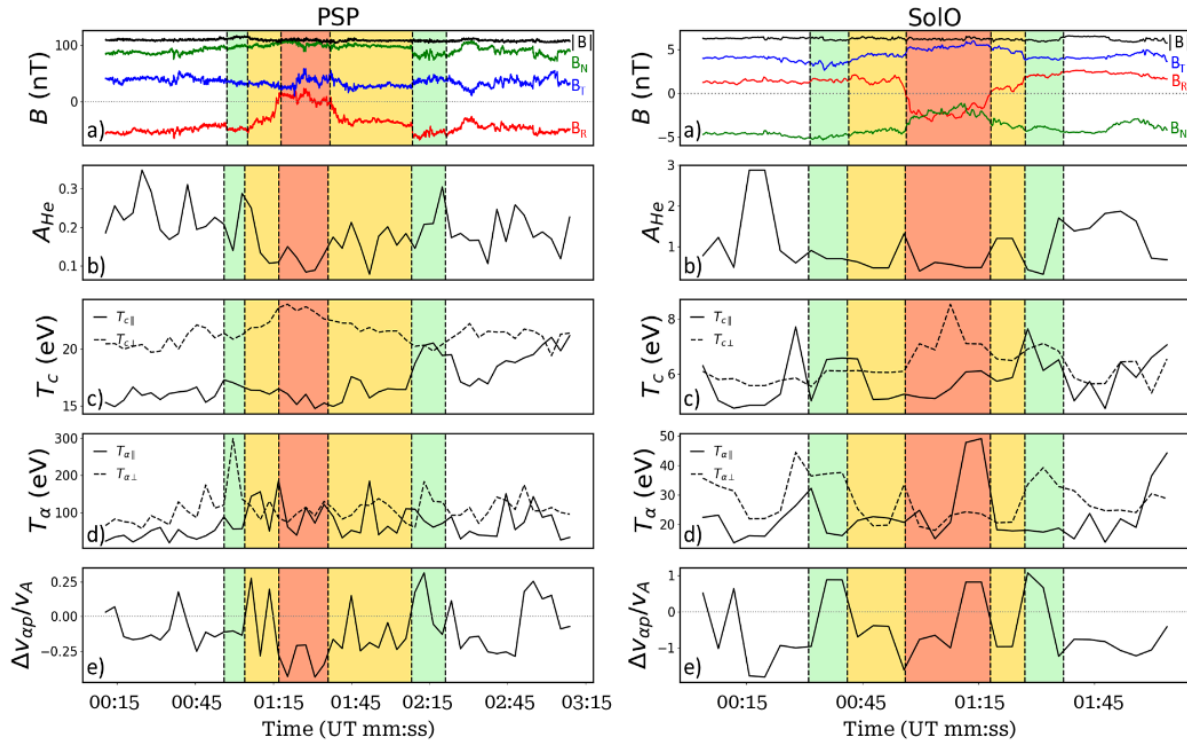 PSP
100
0
B (nT)
|B|
B_N
B_T
B_R
a)
0.3
0.2
0.1
A_He
b)
20
15
T_c (eV)
T_c∥
T_c⊥
c)
300
200
100
T_α (eV)
T_α∥
T_α⊥
d)
0.25
0.00
−0.25
Δv_αp/v_A
e)
00:15 00:45 01:15 01:45 02:15 02:45 03:15
Time (UT mm:ss)
SolO
5
0
−5
B (nT)
|B|
B_T
B_R
B_N
a)
3
2
1
A_He
b)
8
6
T_c (eV)
T_c∥
T_c⊥
c)
50
40
30
20
T_α (eV)
T_α∥
T_α⊥
d)
1
0
−1
Δv_αp/v_A
e)
00:15 00:45 01:15 01:45
Time (UT mm:ss)